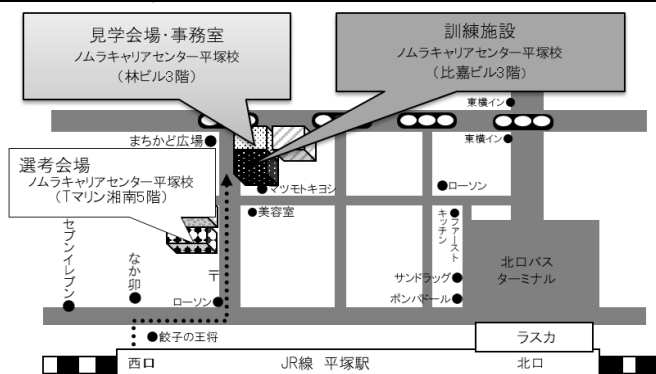 見学会場・事務室
ノムラキャリアセンター平塚校
（林ビル3階）
訓練施設
ノムラキャリアセンター平塚校
（比嘉ビル3階）
東横イン
東横イン
まちかど広場
選考会場
ノムラキャリアセンター平塚校
（Tマリン湘南5階）
マツモトキヨシ
ローソン
美容室
ファースト
キッチン
セブンイレブン
なか卯
〒
ローソン
サンドラッグ
ポンパドール
北口バス
ターミナル
餃子の王将
ラスカ
西口
JR線 平塚駅
北口